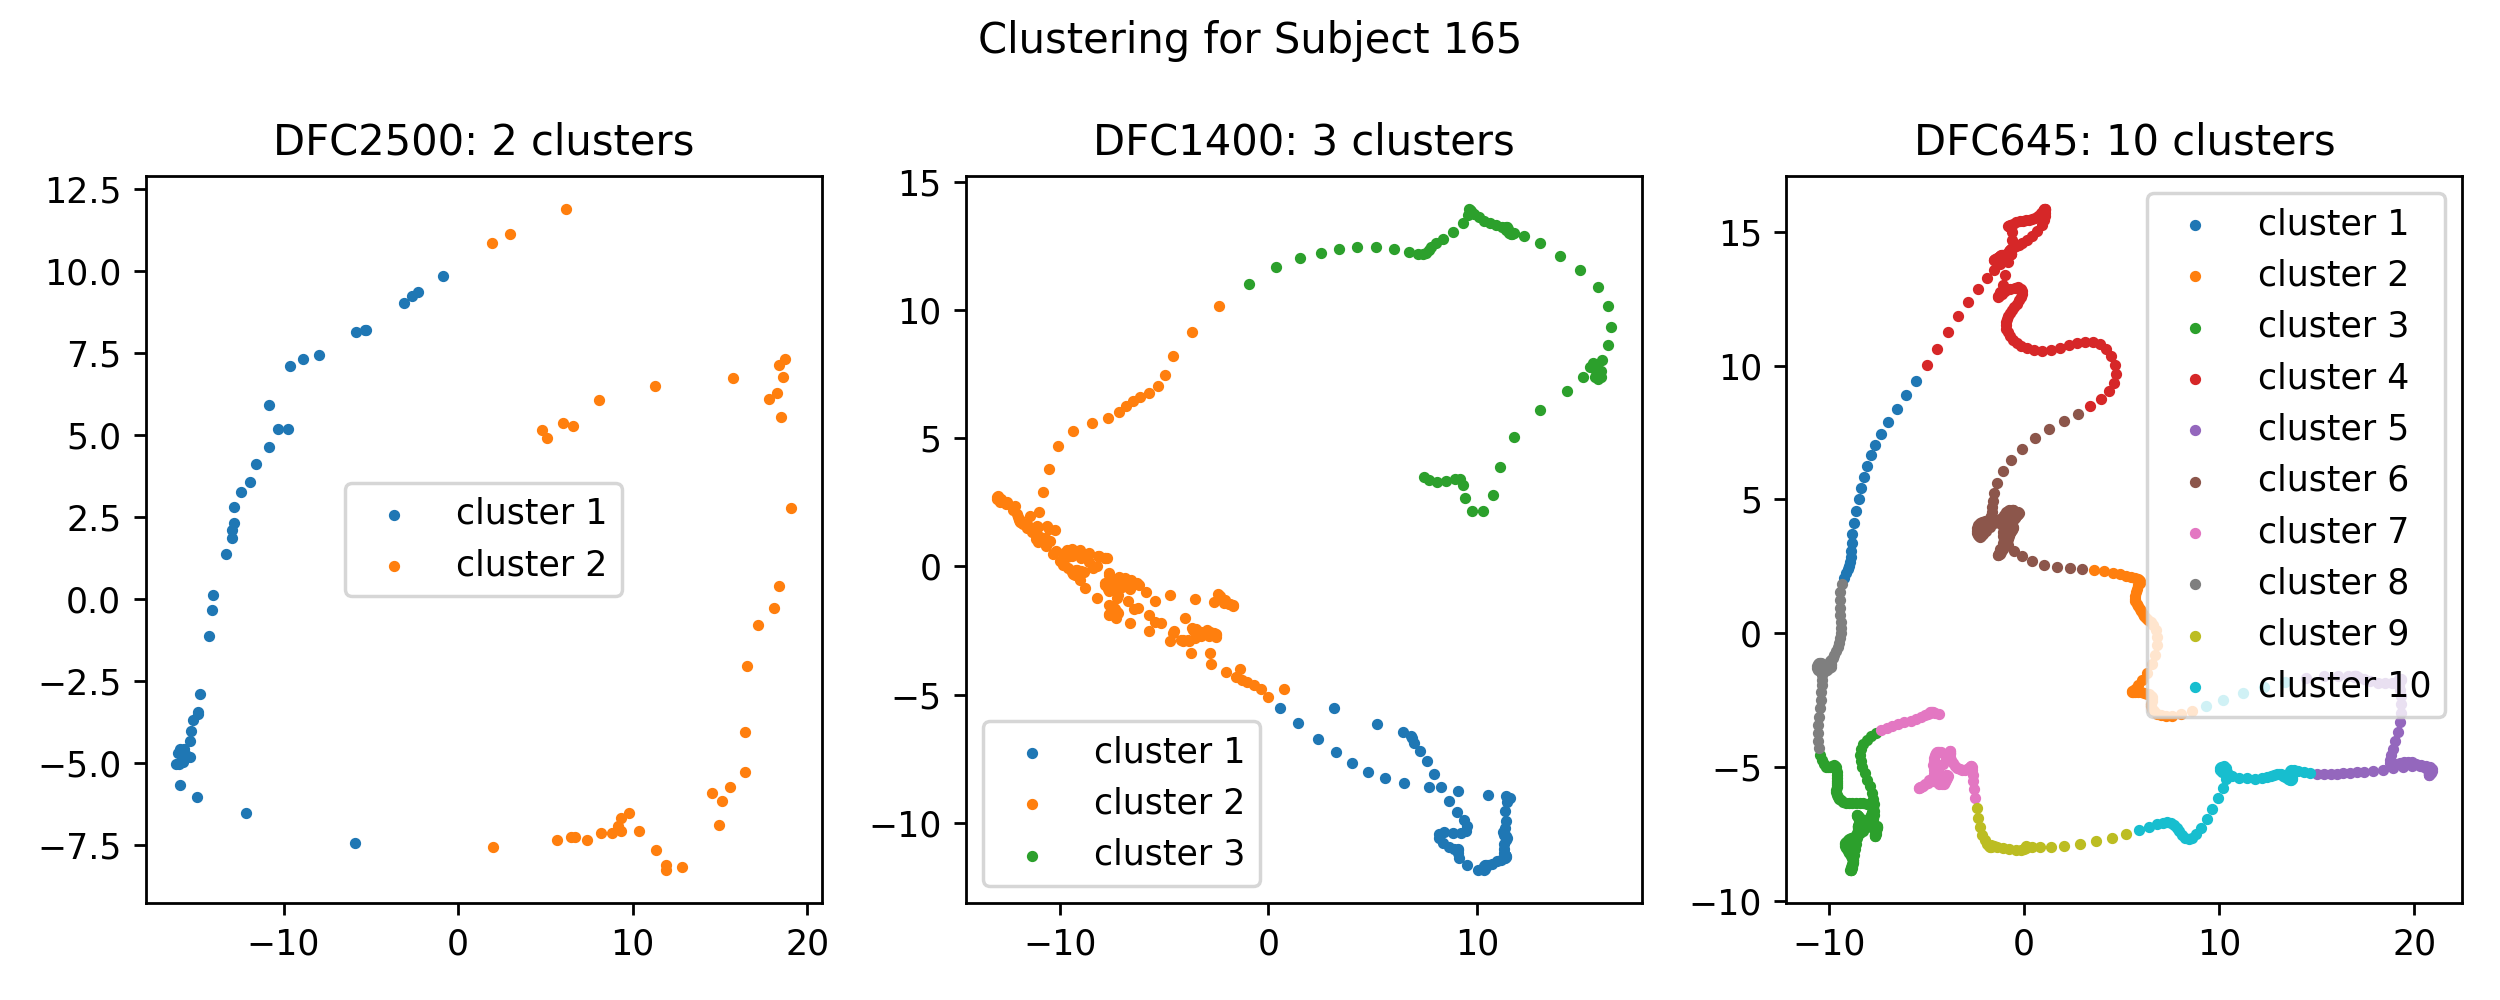 Clustering for Subject 165
DFC2500: 2 clusters
12.5
10.0
7.5
5.0
2.5
0.0
−2.5
−5.0
−7.5
−10
0
10
20
cluster 1
cluster 2
DFC1400: 3 clusters
15
10
5
0
−5
−10
−10
0
10
cluster 1
cluster 2
cluster 3
DFC645: 10 clusters
15
10
5
0
−5
−10
−10
0
10
20
cluster 1
cluster 2
cluster 3
cluster 4
cluster 5
cluster 6
cluster 7
cluster 8
cluster 9
cluster 10